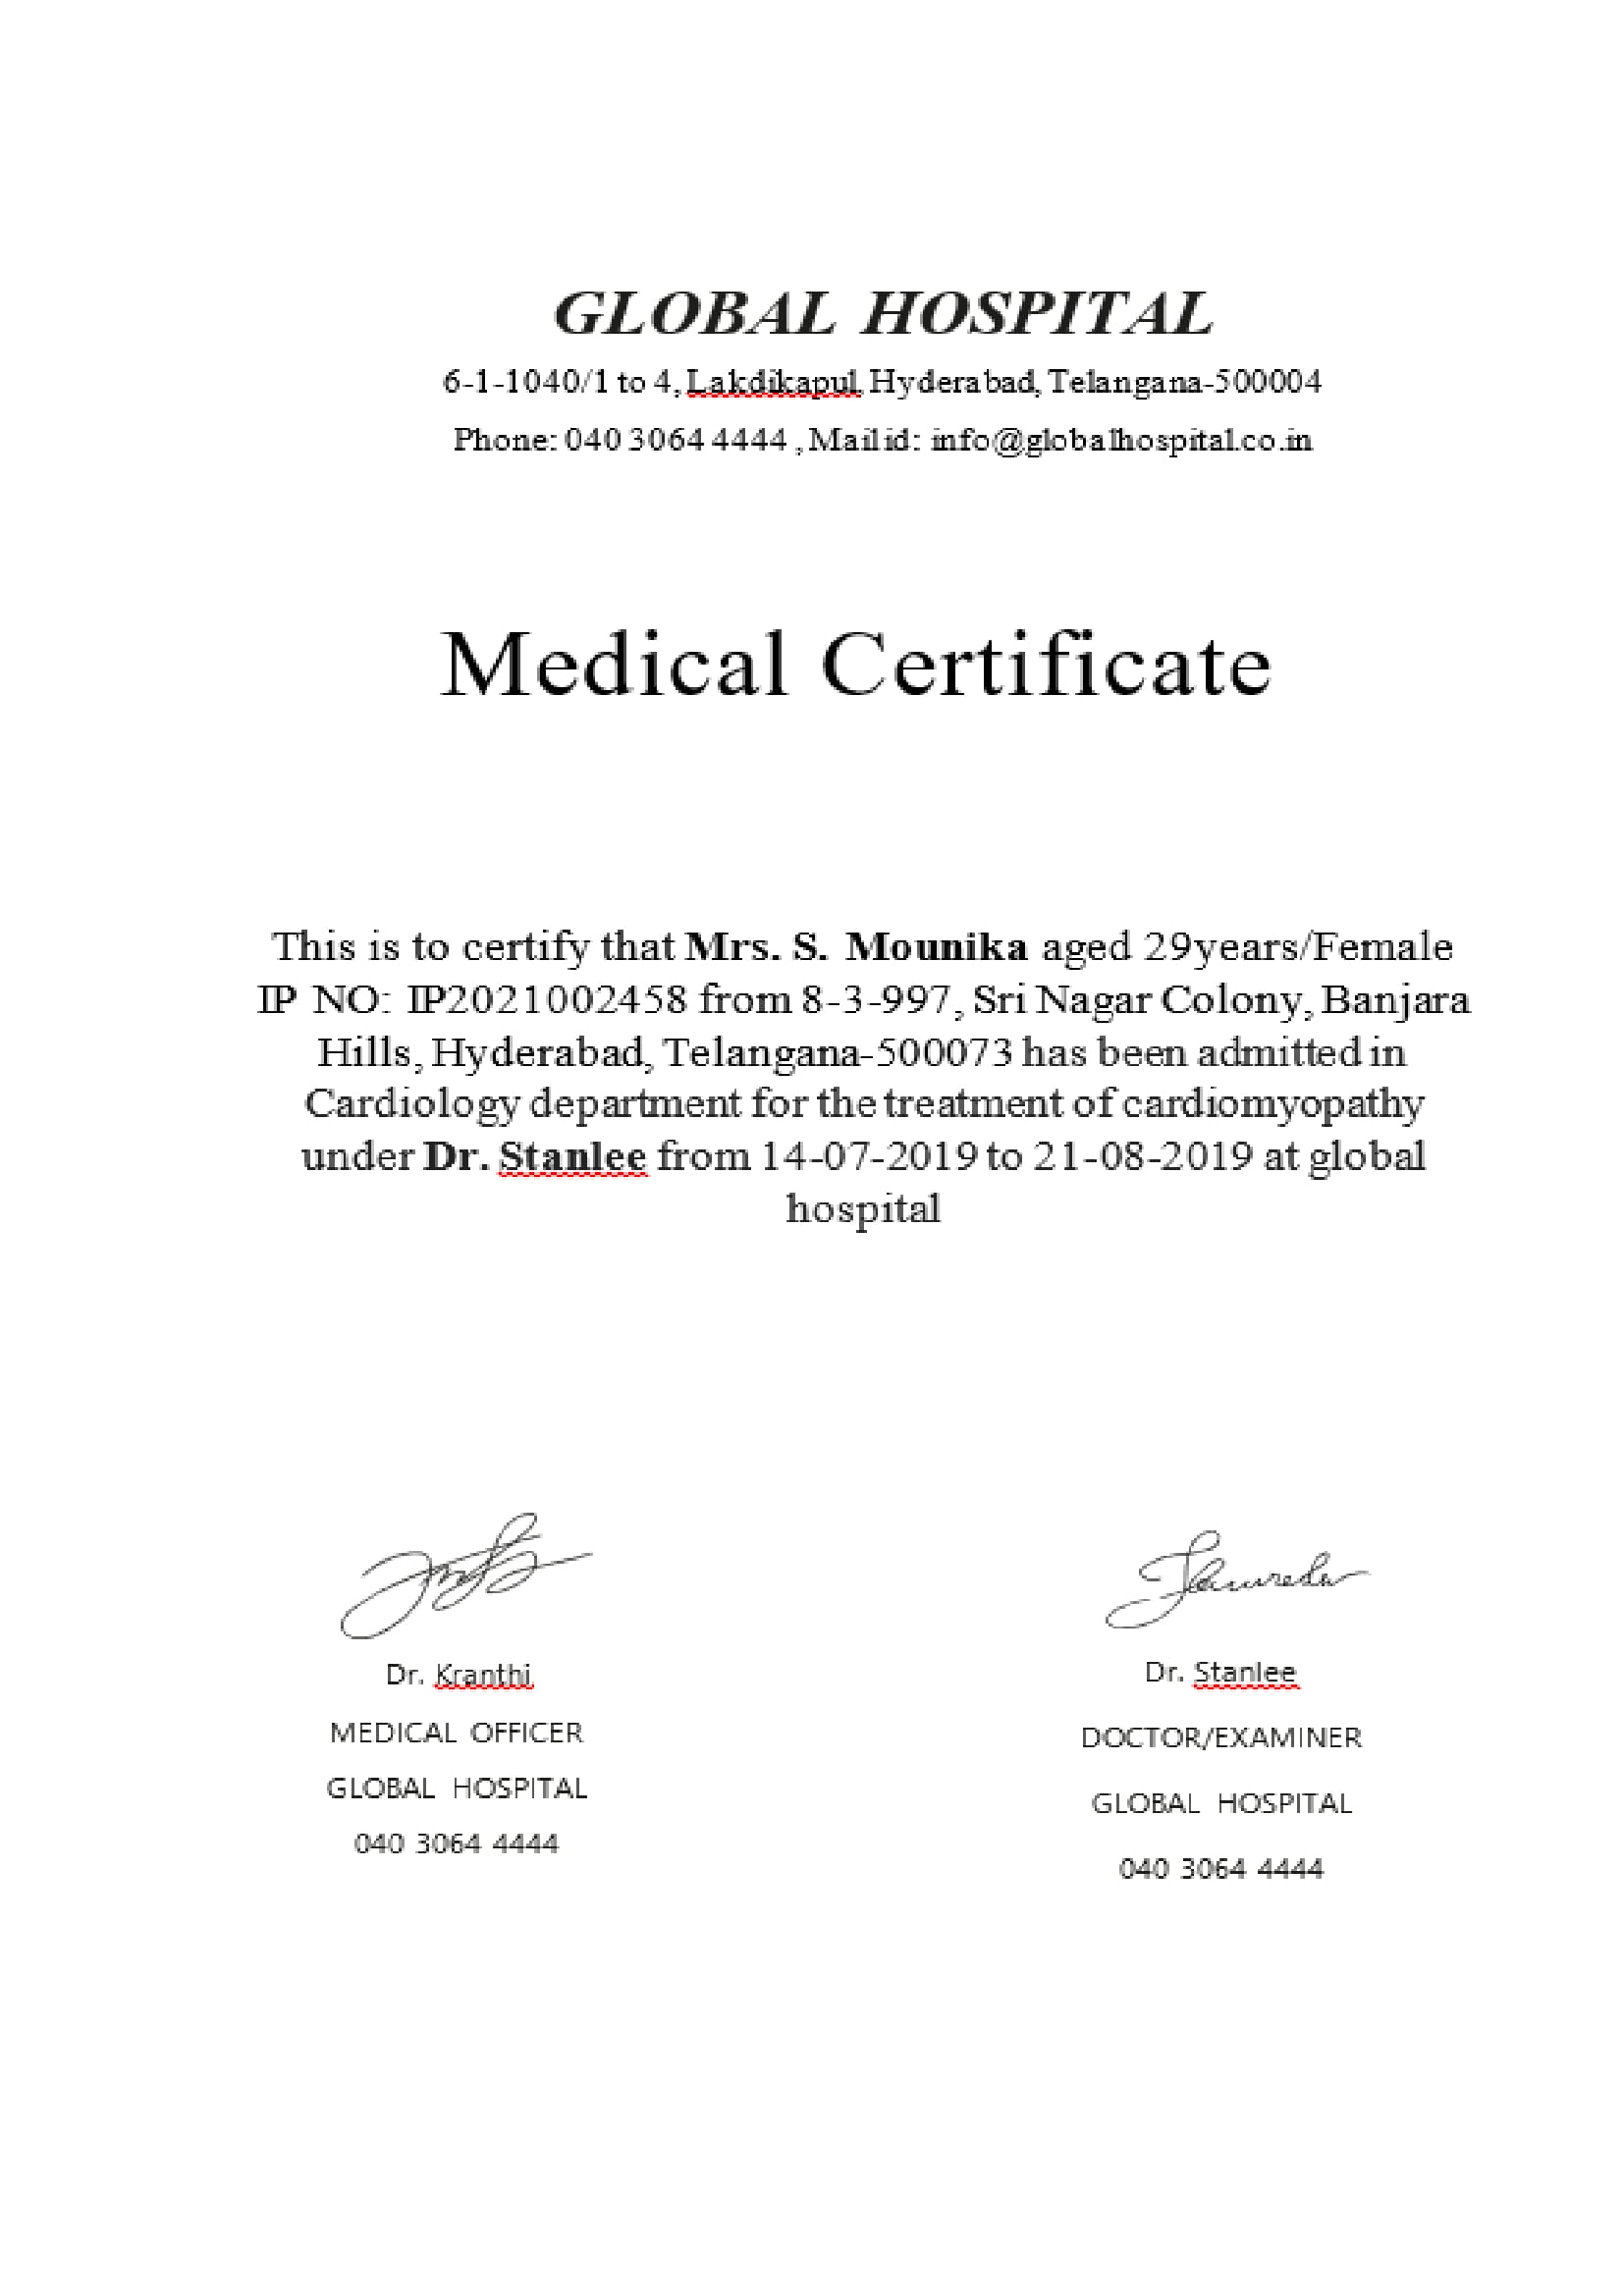 GLOBAL HOSPITAL
6-1-1040/1 to 4, Lakdikapul, Hyderabad, Telangana-500004
Phone: 040 3064 4444 , Mail id: info@globalhospital.co.in
Medical Certificate
This is to certify that Mrs. S. Mounika aged 29years/Female
IP NO: IP2021002458 from 8-3-997, Sri Nagar Colony, Banjara
Hills, Hyderabad, Telangana-500073 has been admitted in
Cardiology department for the treatment of cardiomyopathy
under Dr. Stanlee from 14-07-2019 to 21-08-2019 at global
hospital
Dr. Kranthi
MEDICAL OFFICER
GLOBAL HOSPITAL
040 3064 4444
Dr. Stanlee
DOCTOR/EXAMINER
GLOBAL HOSPITAL
040 3064 4444